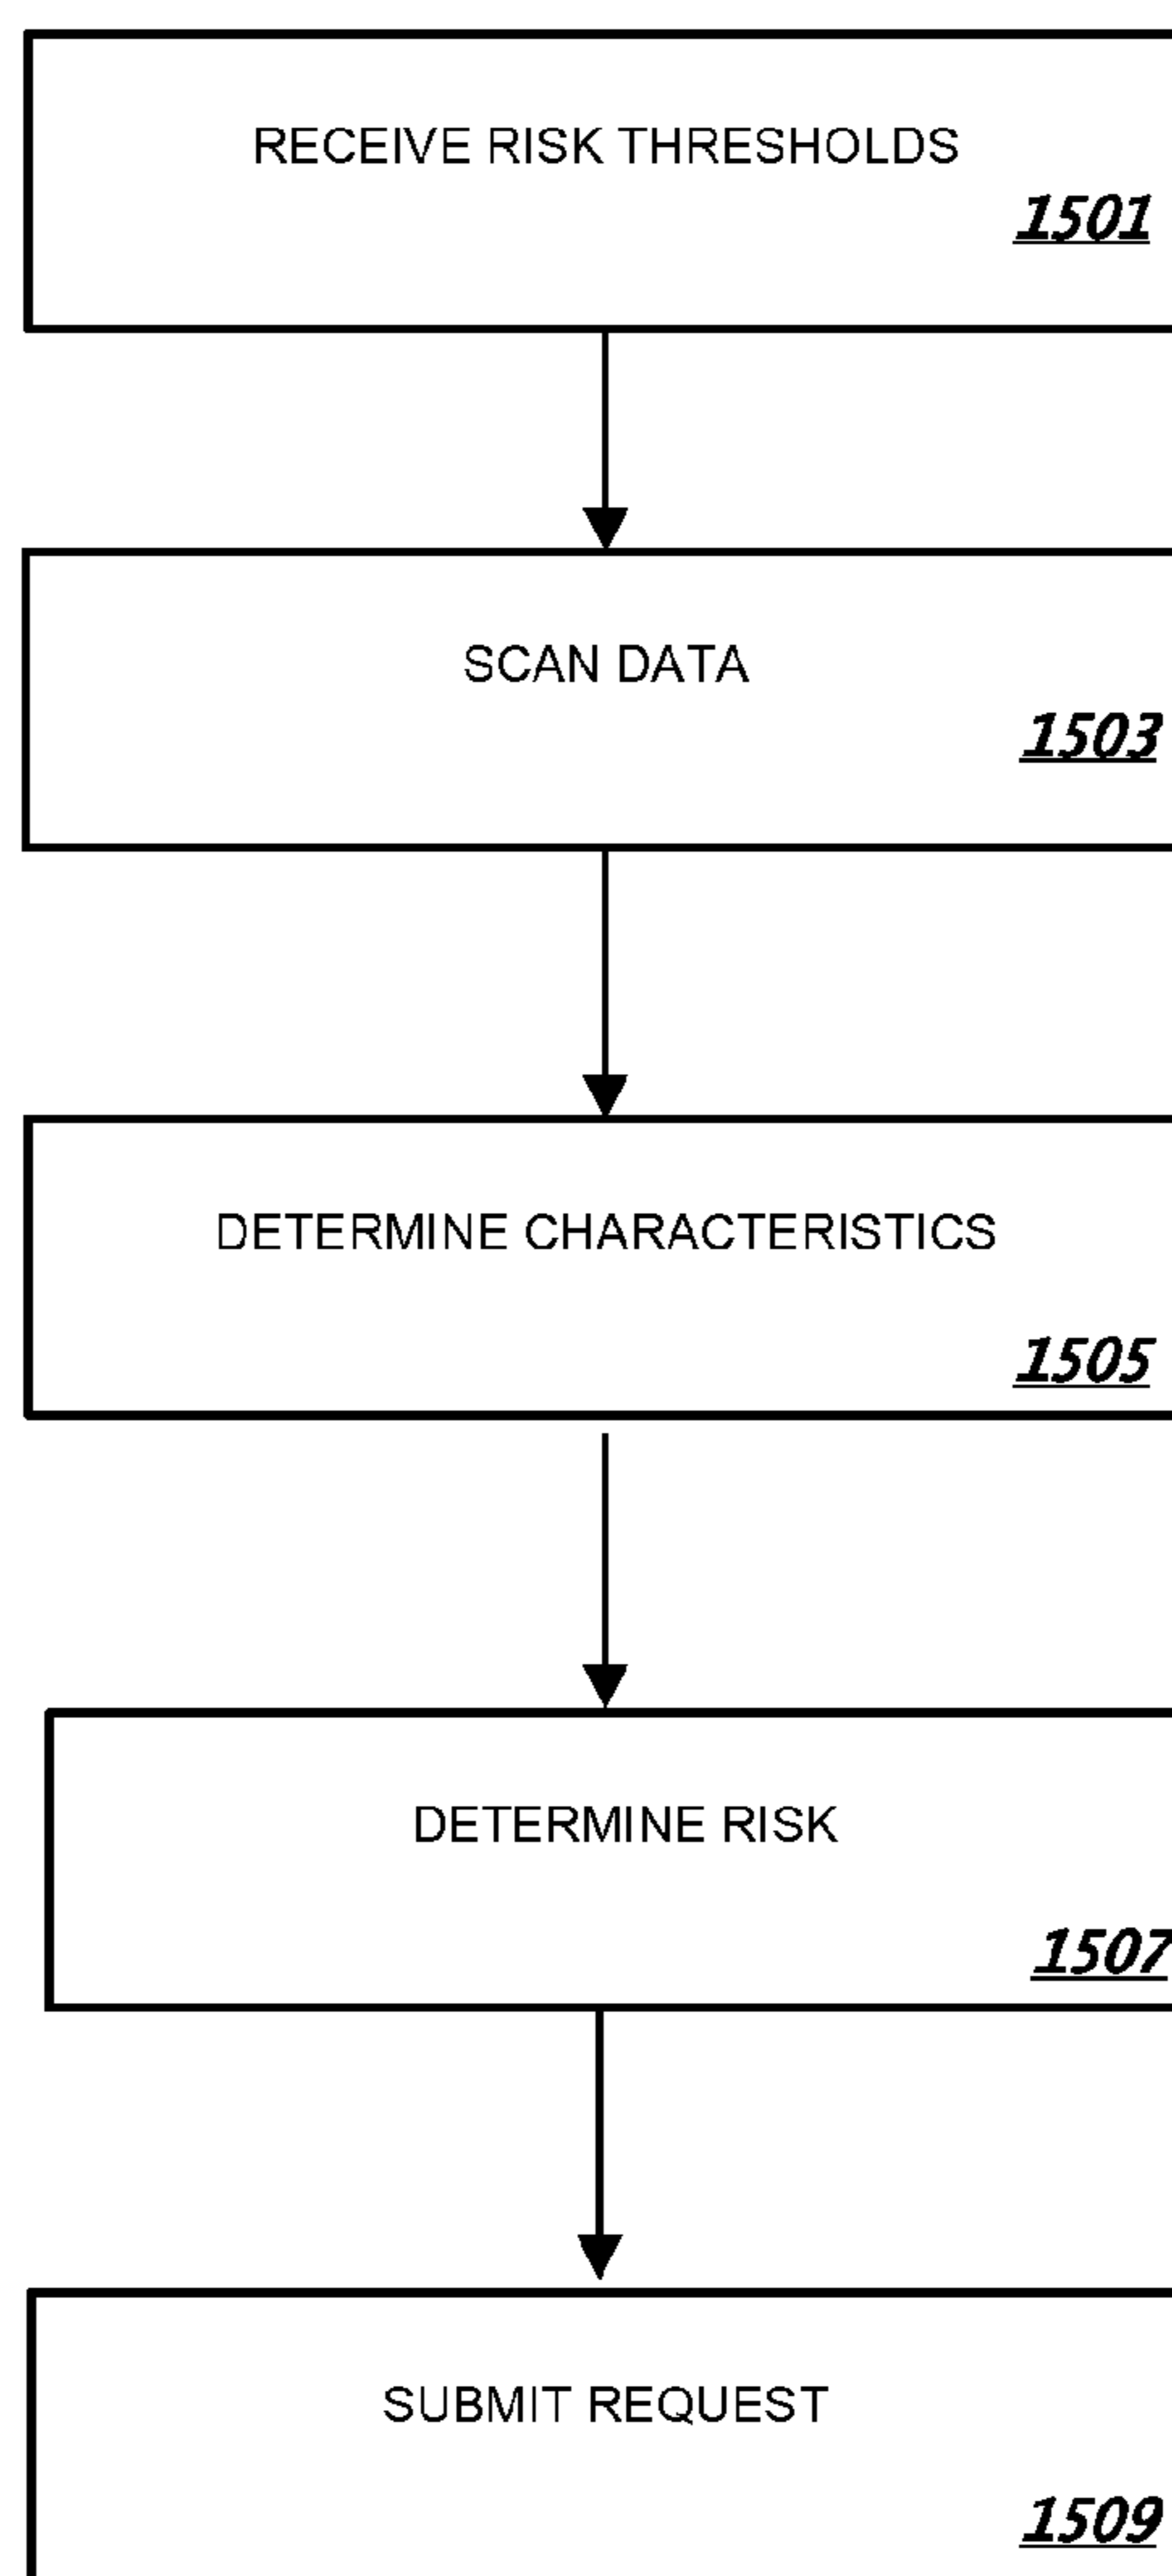 RECEIVE RISK THRESHOLDS
1501
SCAN DATA
1503
DETERMINE CHARACTERISTICS
1505
DETERMINE RISK
1507
SUBMIT REQUEST
1509